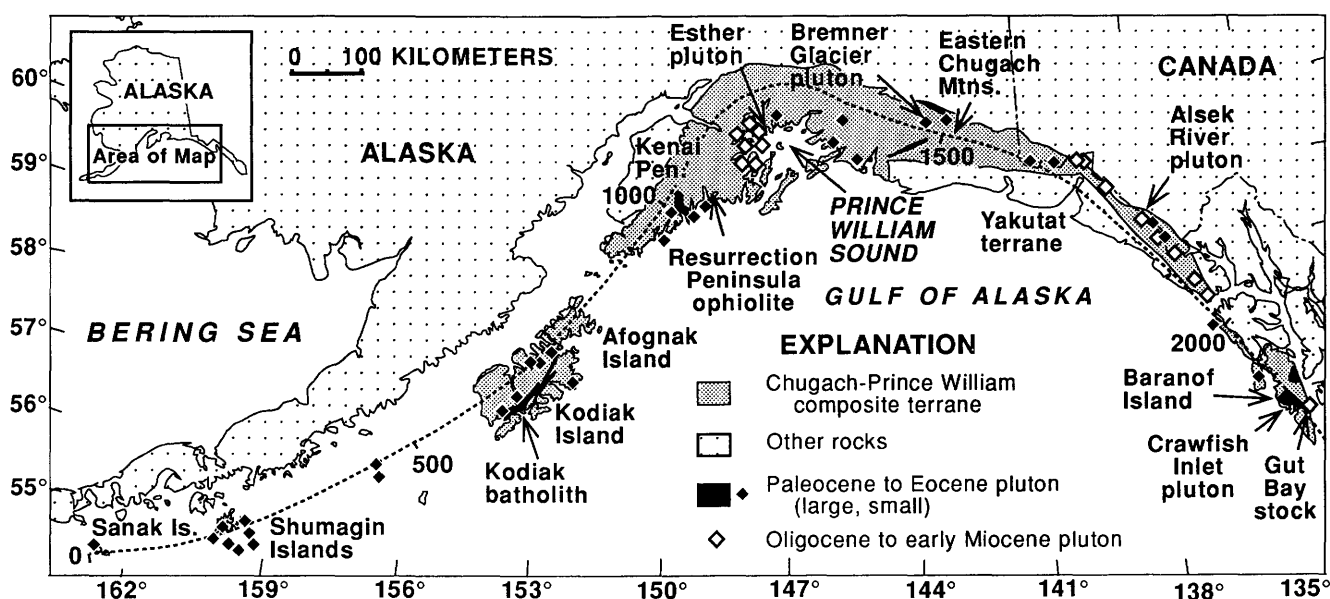 0 100 KILOMETERS
Esther
pluton
Bremner
Glacier
pluton
Eastern
Chugach
Mtns.
CANADA
ALASKA
Area of Map
ALASKA
Alsek
River
pluton
60°
59°
58°
57°
56°
55°
Kenai
Pen.
1000
1500
PRINCE
WILLIAM
SOUND
Yakutat
terrane
Resurrection
Peninsula
ophiolite
GULF OF ALASKA
BERING SEA
Afognak
Island
Kodiak
Island
Kodiak
batholith
500
2000
Baranof
Island
Crawfish
Inlet
pluton
Gut
Bay
stock
Sanak Is.
0
Shumagin
Islands
EXPLANATION
Chugach-Prince William
composite terrane
Other rocks
Paleocene to Eocene pluton
(large, small)
Oligocene to early Miocene pluton
162° 159° 156° 153° 150° 147° 144° 141° 138° 135°